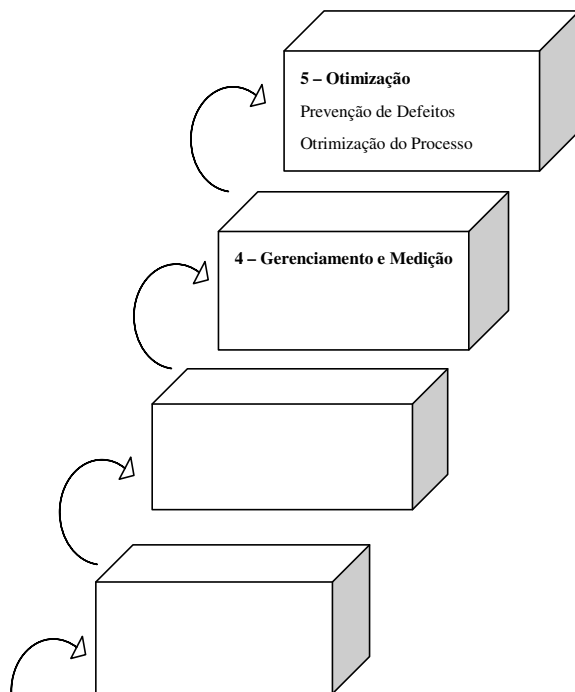 5 – Otimização
Prevenção de Defeitos
Otrimização do Processo
4 – Gerenciamento e Medição